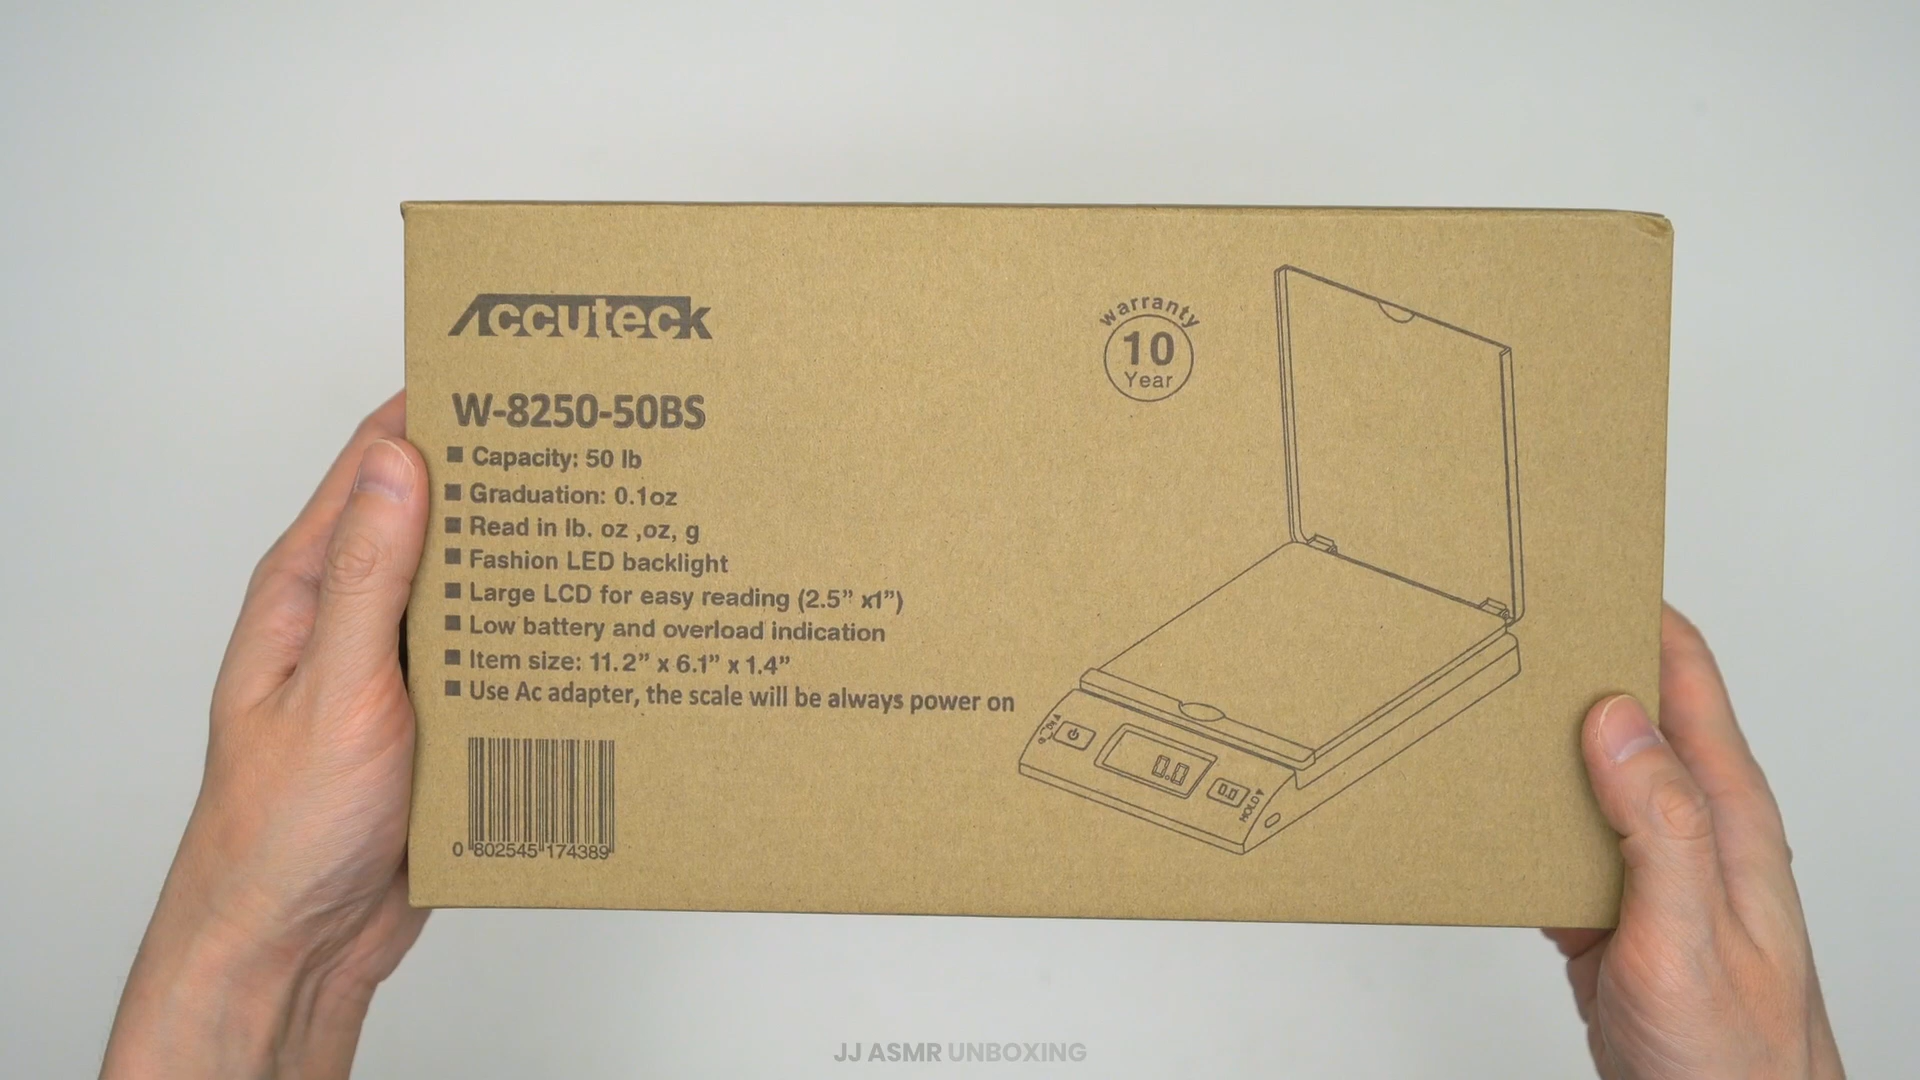 Accuteck
warranty
10
Year
W-8250-50BS
■ Capacity: 50 lb
■ Graduation: 0.1oz
■ Read in lb. oz ,oz, g
■ Fashion LED backlight
■ Large LCD for easy reading (2.5” x1”)
■ Low battery and overload indication
■ Item size: 11.2” x 6.1” x 1.4”
■ Use Ac adapter, the scale will be always power on
0.0
0.0
HOLD
0 802545 174389
JJ ASMR UNBOXING